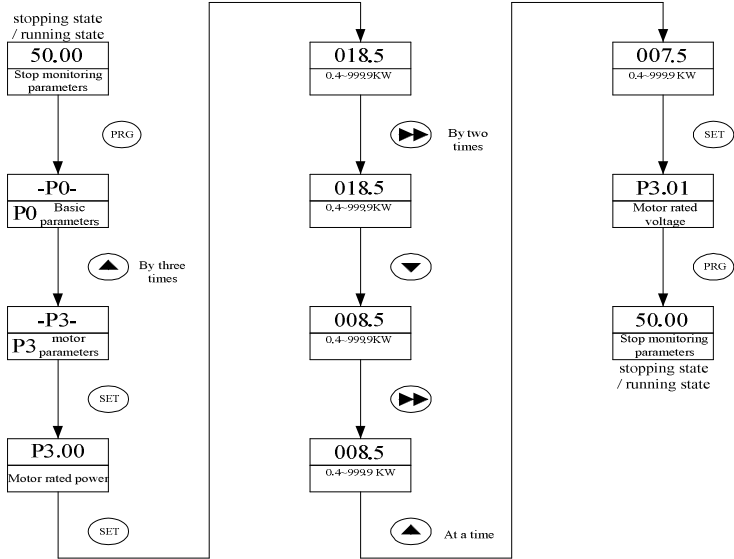 stopping state
/ running state
50.00
Stop monitoring
parameters
PRG
-P0-
P0 Basic
parameters
By three
times
-P3-
P3 motor
parameters
SET
P3.00
Motor rated power
SET
018.5
0.4~999.9KW
By two
times
018.5
0.4~999.9KW
008.5
0.4~999.9KW
008.5
0.4~999.9 KW
At a time
007.5
0.4~999.9 KW
SET
P3.01
Motor rated
voltage
PRG
50.00
Stop monitoring
parameters
stopping state
/ running state